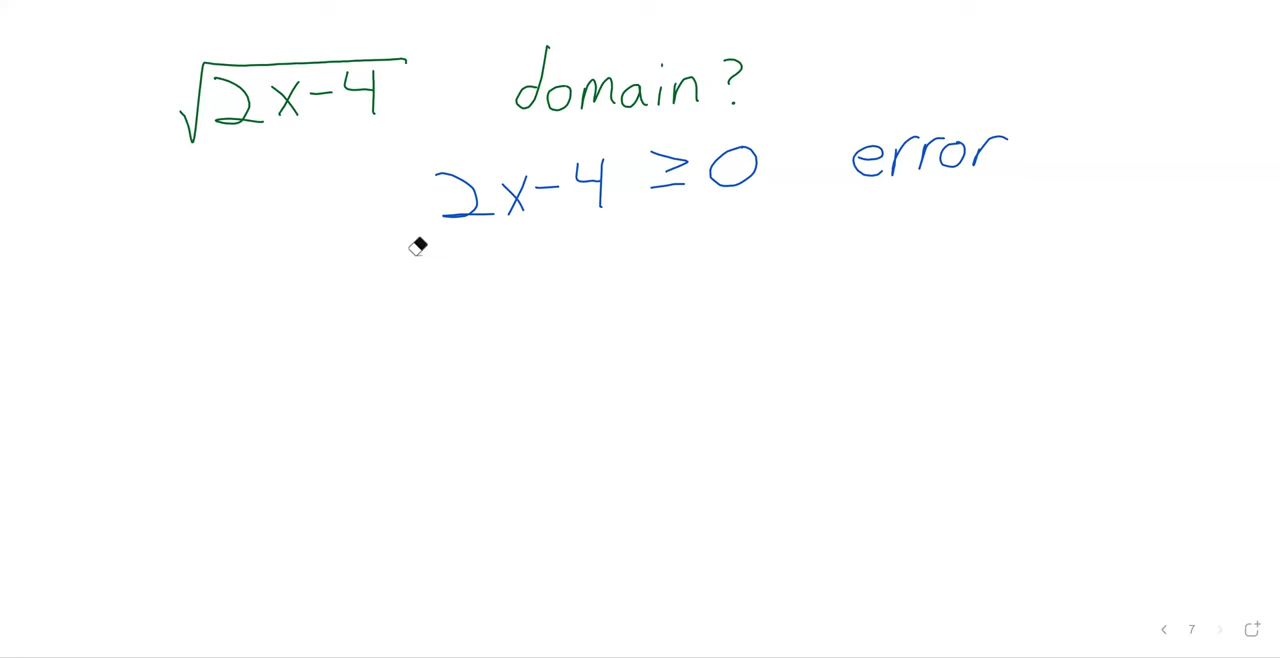 √2x-4 domain?
2x-4 ≥ 0 error
< 7 >